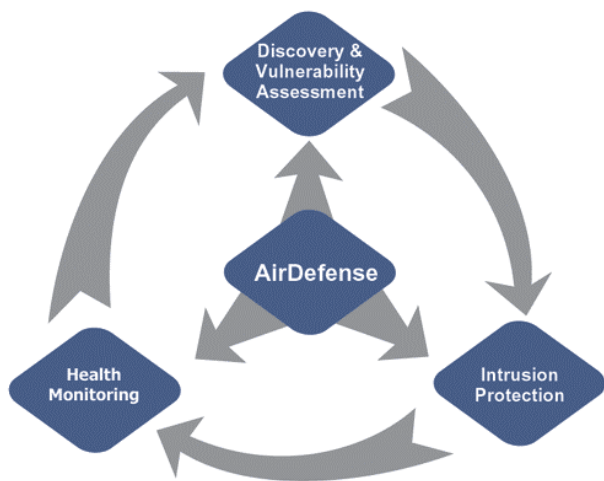 Discovery &
Vulnerability
Assessment
AirDefense
Health
Monitoring
Intrusion
Protection